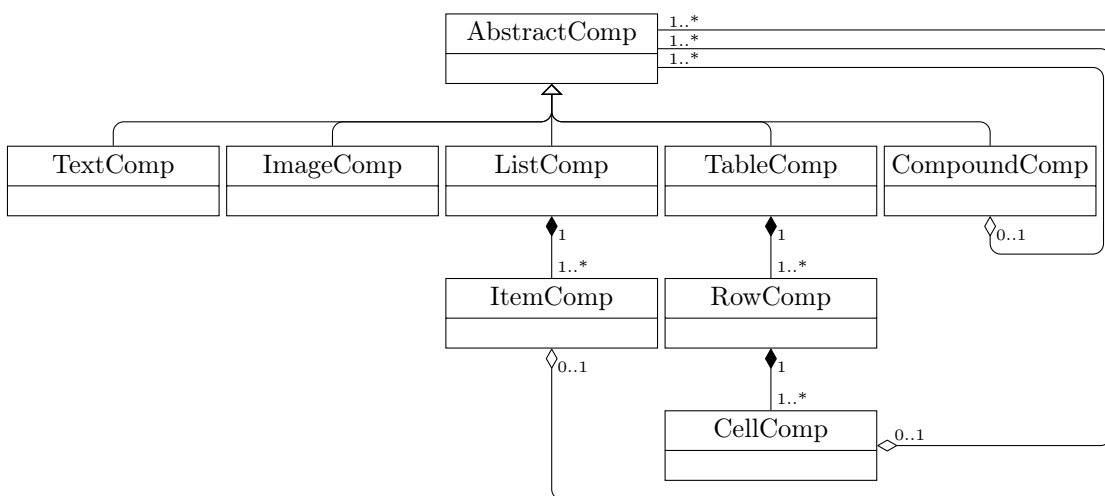 AbstractComp
1..*
1..*
1..*
TextComp
ImageComp
ListComp
TableComp
CompoundComp
1
1
0..1
1..*
1..*
ItemComp
RowComp
0..1
1
1..*
CellComp
0..1